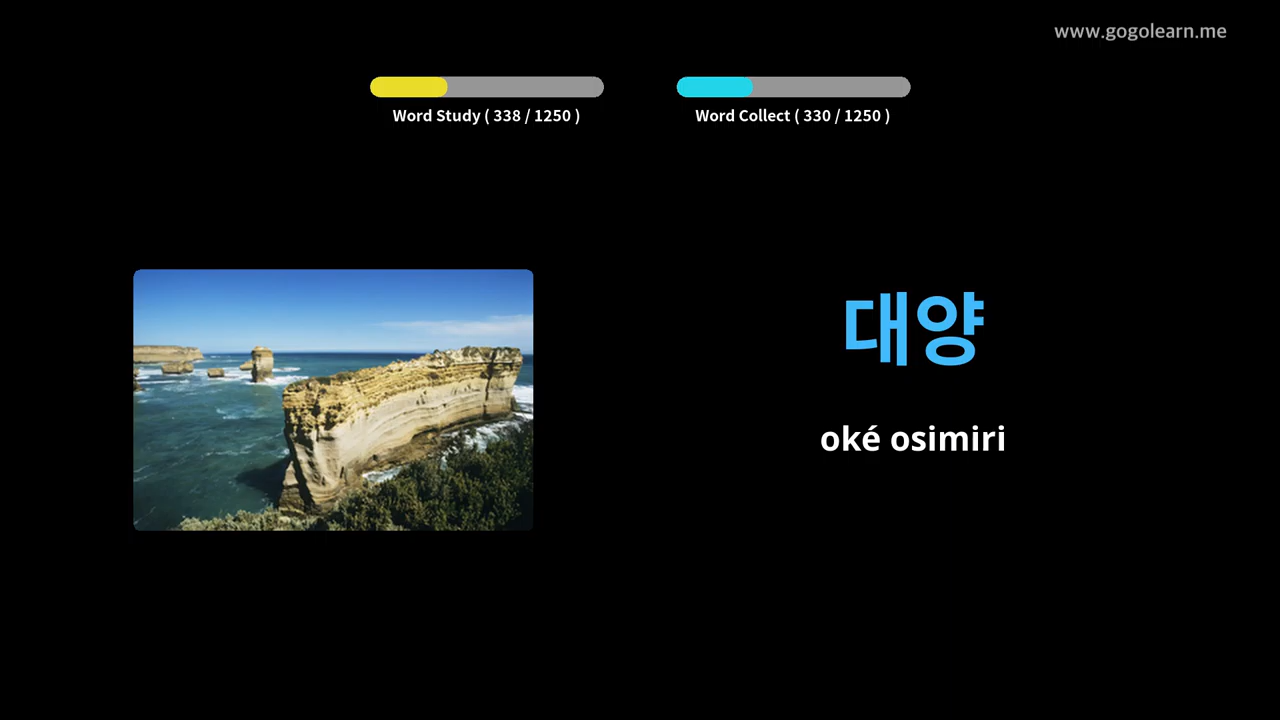 www.gogolearn.me
Word Study ( 338 / 1250 )
Word Collect ( 330 / 1250 )
대양
oké osimiri